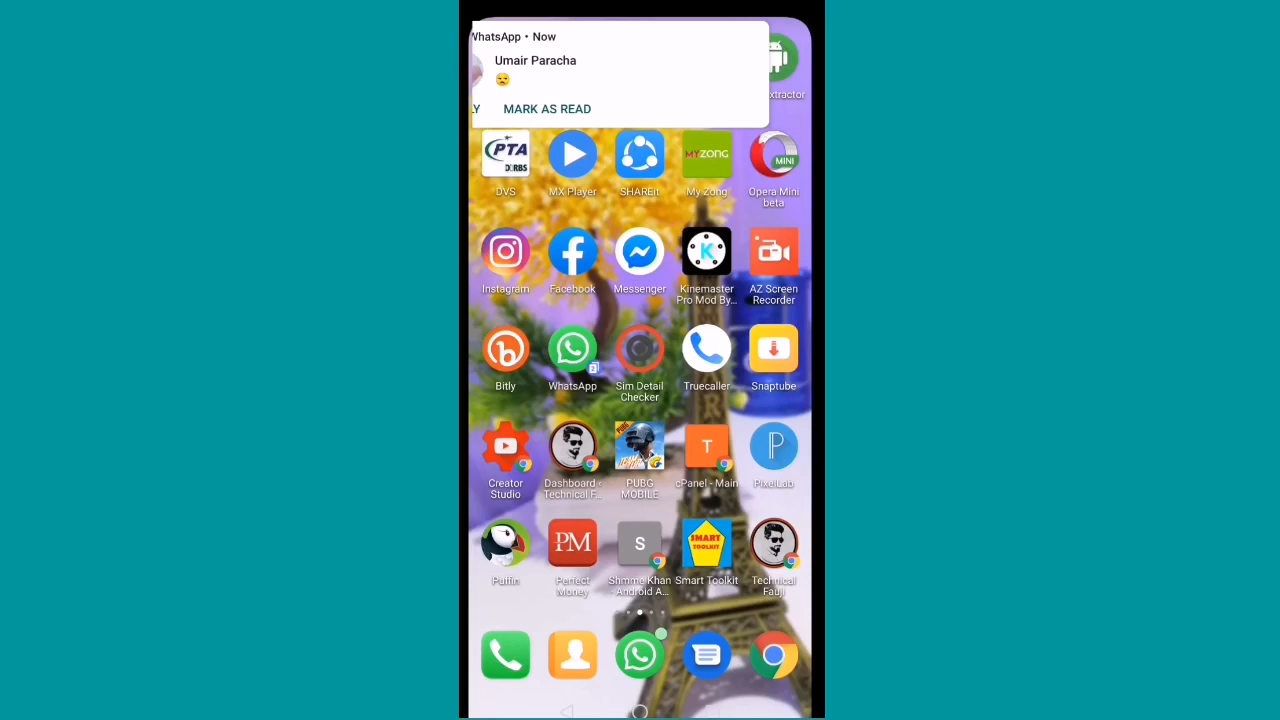 WhatsApp • Now
Umair Paracha
MARK AS READ
xtractor
PTA
DIRBS
DVS
MX Player
SHAREit
MY ZONG
My Zong
MINI
Opera Mini
beta
Instagram
Facebook
Messenger
K
Kinemaster
Pro Mod By...
AZ Screen
Recorder
Bitly
WhatsApp
Sim Detail
Checker
Truecaller
Snaptube
Creator
Studio
Dashboard ‹
Technical F...
PUBG
MOBILE
T
cPanel - Main
P
PixelLab
Puffin
PM
Perfect
Money
S
Shmme Khan
- Android A...
SMART
TOOLKIT
Smart Toolkit
Technical
Fauji